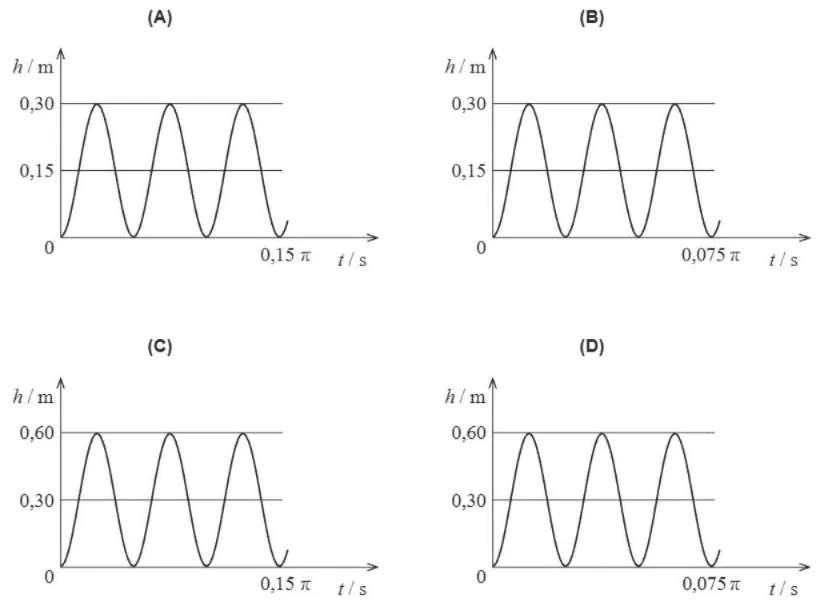 (A)
h / m
0,30
0,15
0
0,15 π
t / s
(B)
h / m
0,30
0,15
0
0,075 π
t / s
(C)
h / m
0,60
0,30
0
0,15 π
t / s
(D)
h / m
0,60
0,30
0
0,075 π
t / s